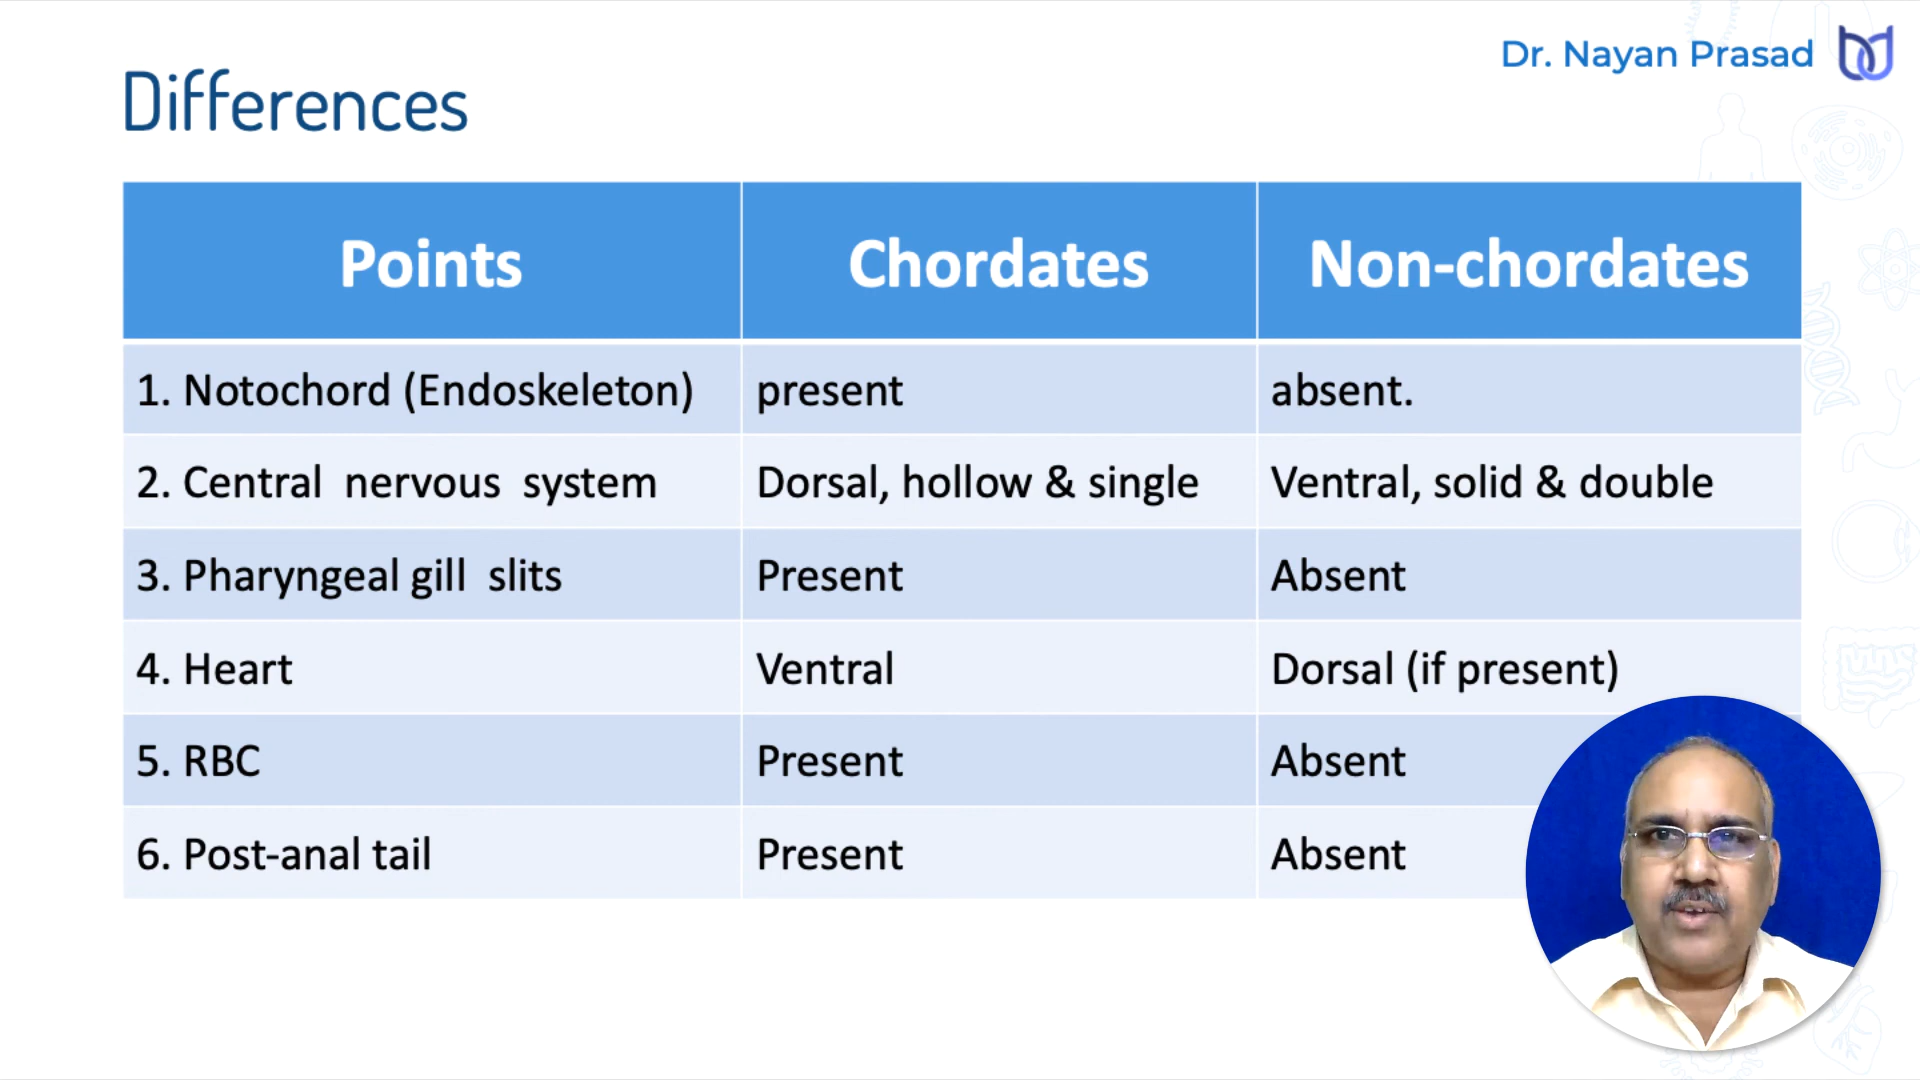 Dr. Nayan Prasad
Differences
Points Chordates Non-chordates
1. Notochord (Endoskeleton) present absent.
2. Central nervous system Dorsal, hollow & single Ventral, solid & double
3. Pharyngeal gill slits Present Absent
4. Heart Ventral Dorsal (if present)
5. RBC Present Absent
6. Post-anal tail Present Absent